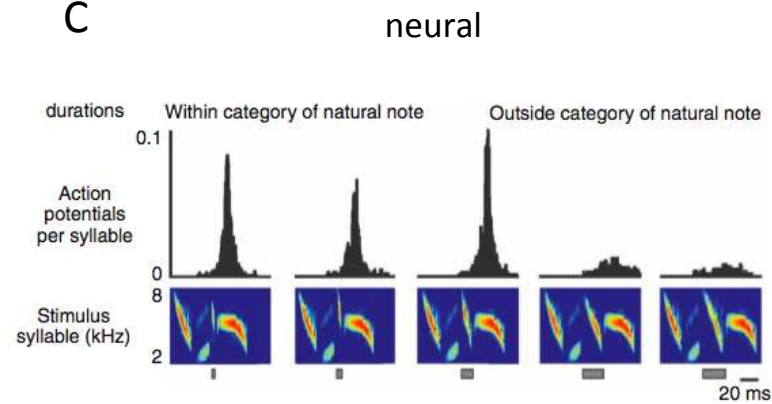 C
neural
durations
Within category of natural note
Outside category of natural note
0.1
Action
potentials
per syllable
0
8
Stimulus
syllable (kHz)
2
20 ms